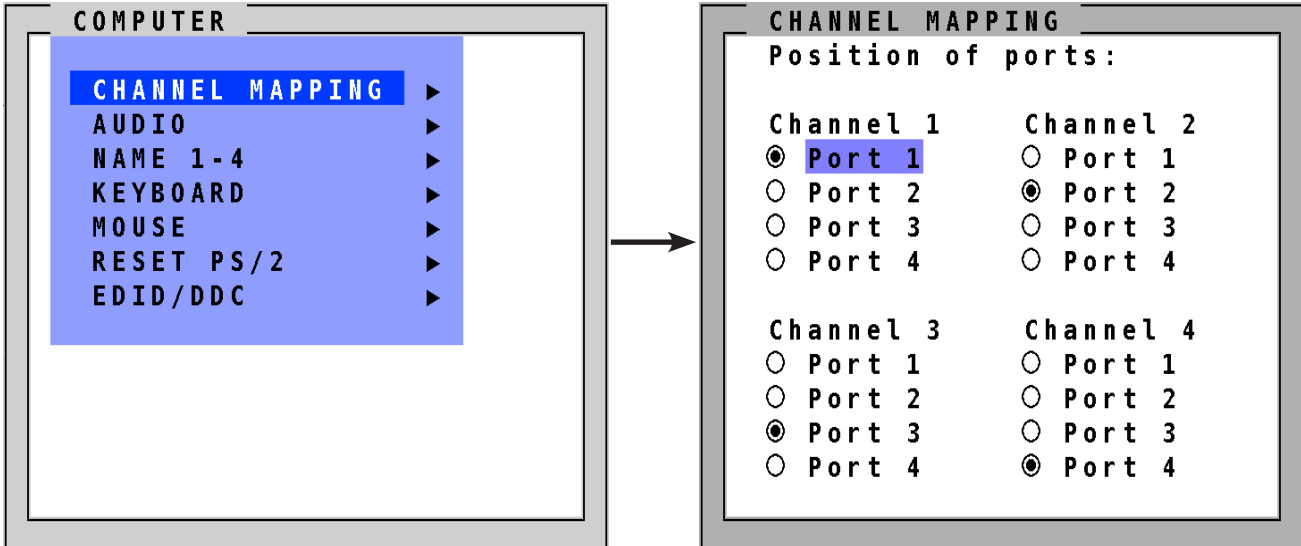 COMPUTER
CHANNEL MAPPING
AUDIO
NAME 1-4
KEYBOARD
MOUSE
RESET PS/2
EDID/DDC
CHANNEL MAPPING
Position of ports:
Channel 1
Port 1
Port 2
Port 3
Port 4
Channel 2
Port 1
Port 2
Port 3
Port 4
Channel 3
Port 1
Port 2
Port 3
Port 4
Channel 4
Port 1
Port 2
Port 3
Port 4